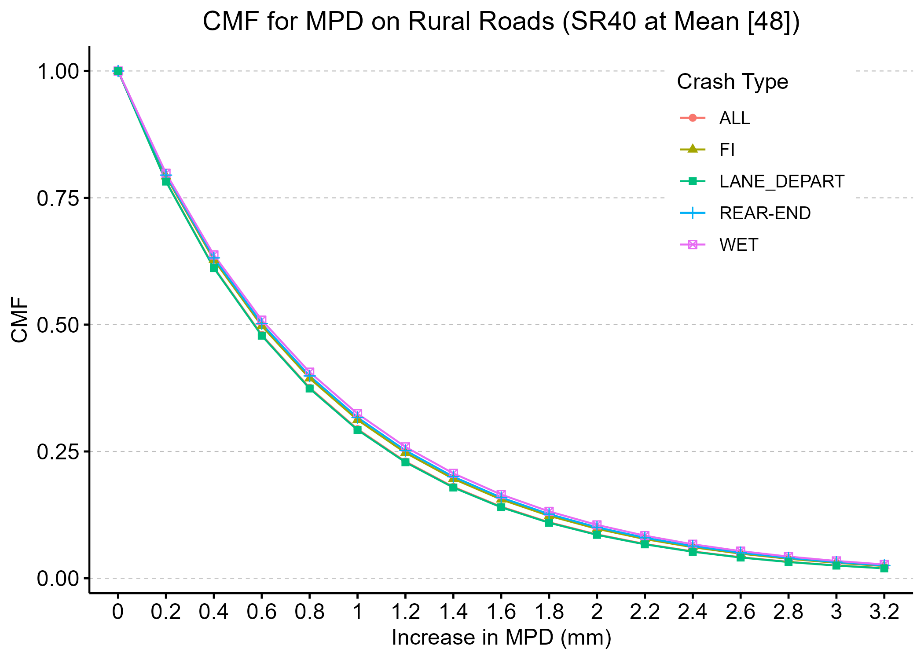 CMF for MPD on Rural Roads (SR40 at Mean [48])
Crash Type
ALL
FI
LANE_DEPART
REAR-END
WET
CMF
1.00
0.75
0.50
0.25
0.00
0 0.2 0.4 0.6 0.8 1 1.2 1.4 1.6 1.8 2 2.2 2.4 2.6 2.8 3 3.2
Increase in MPD (mm)